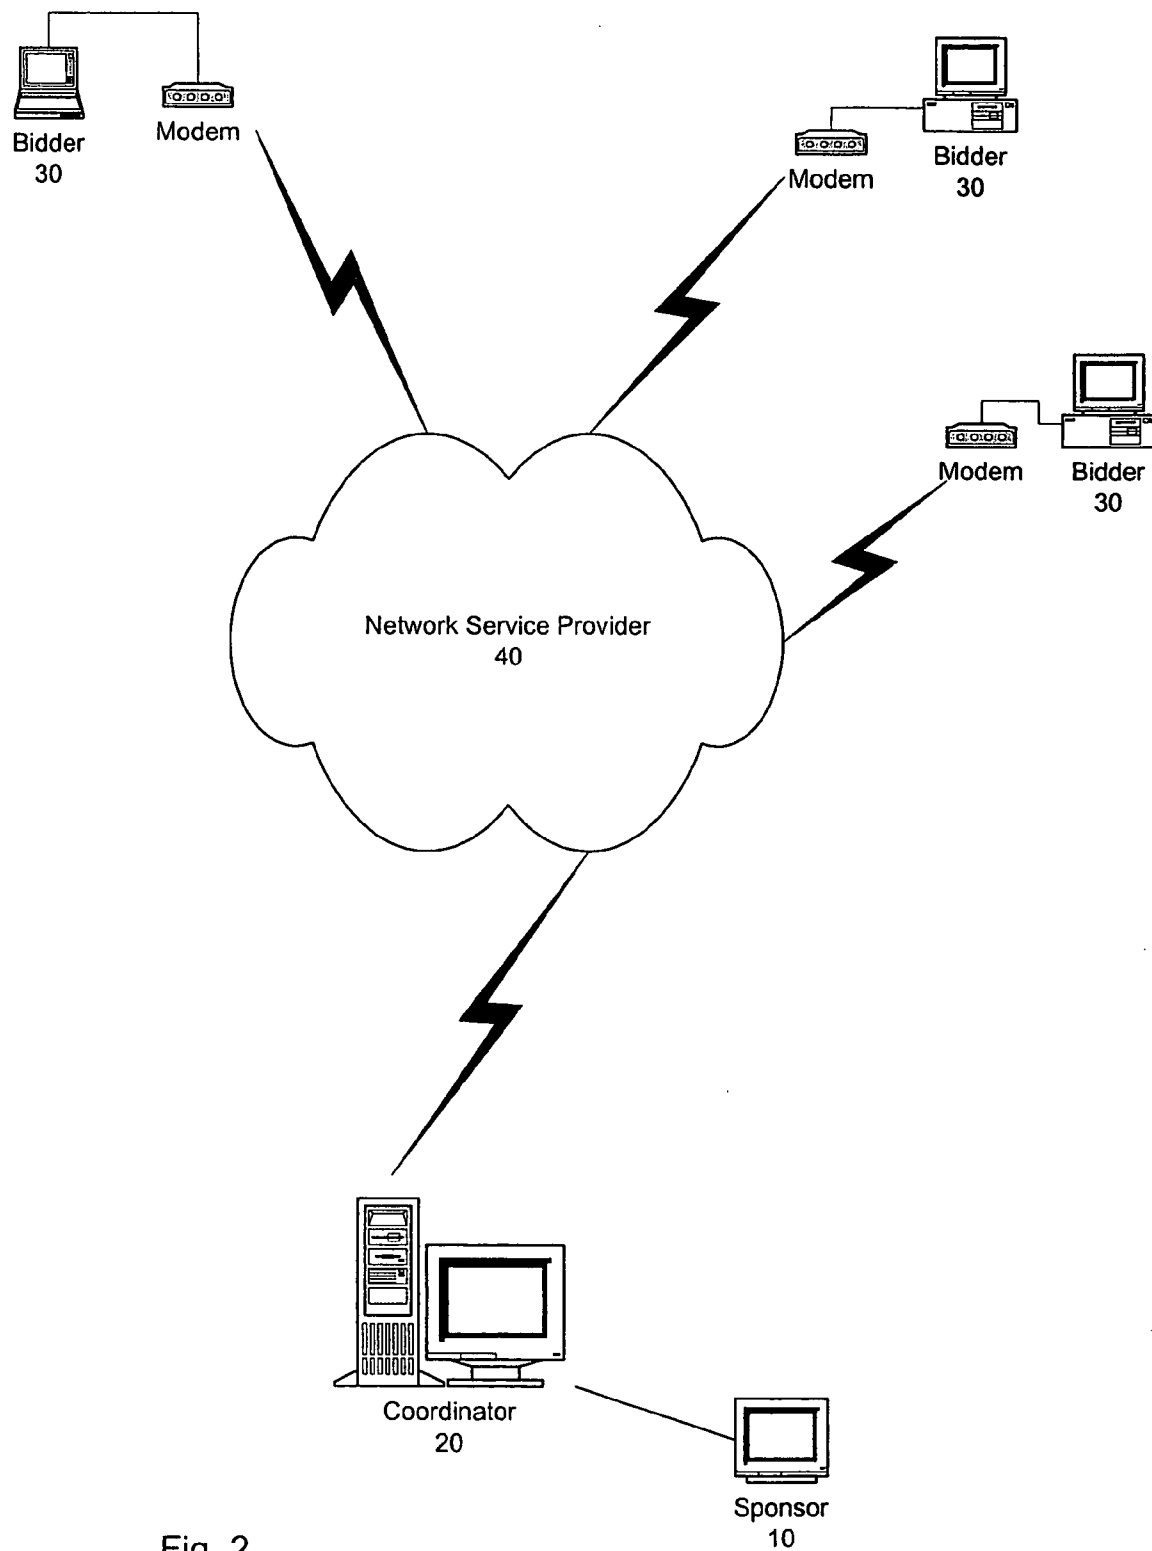 Bidder
30
Modem
Bidder
30
Modem
Modem
Bidder
30
Network Service Provider
40
Coordinator
20
Sponsor
10
Fig. 2